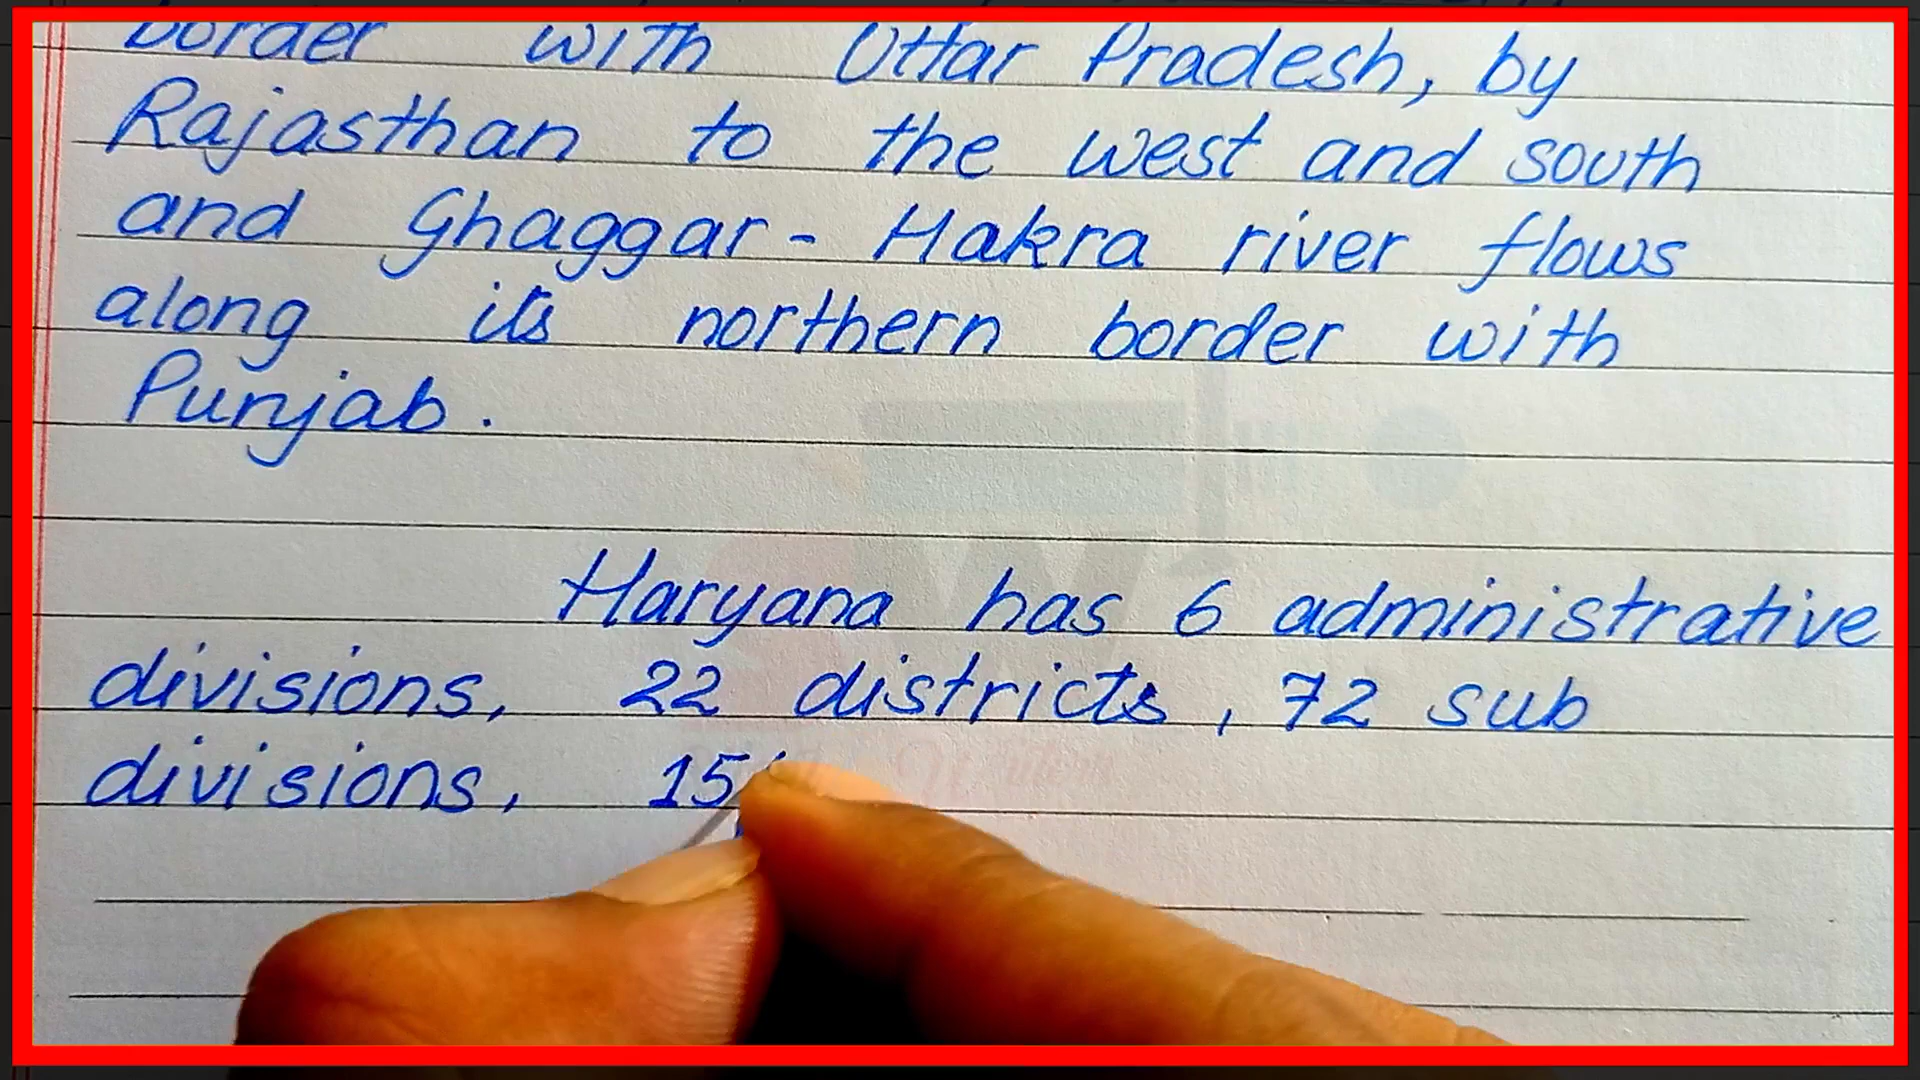 border with Uttar Pradesh, by
Rajasthan to the west and south
and Ghaggar - Hakra river flows
along its northern border with
Punjab.
Haryana has 6 administrative
divisions, 22 districts, 72 sub
divisions, 15